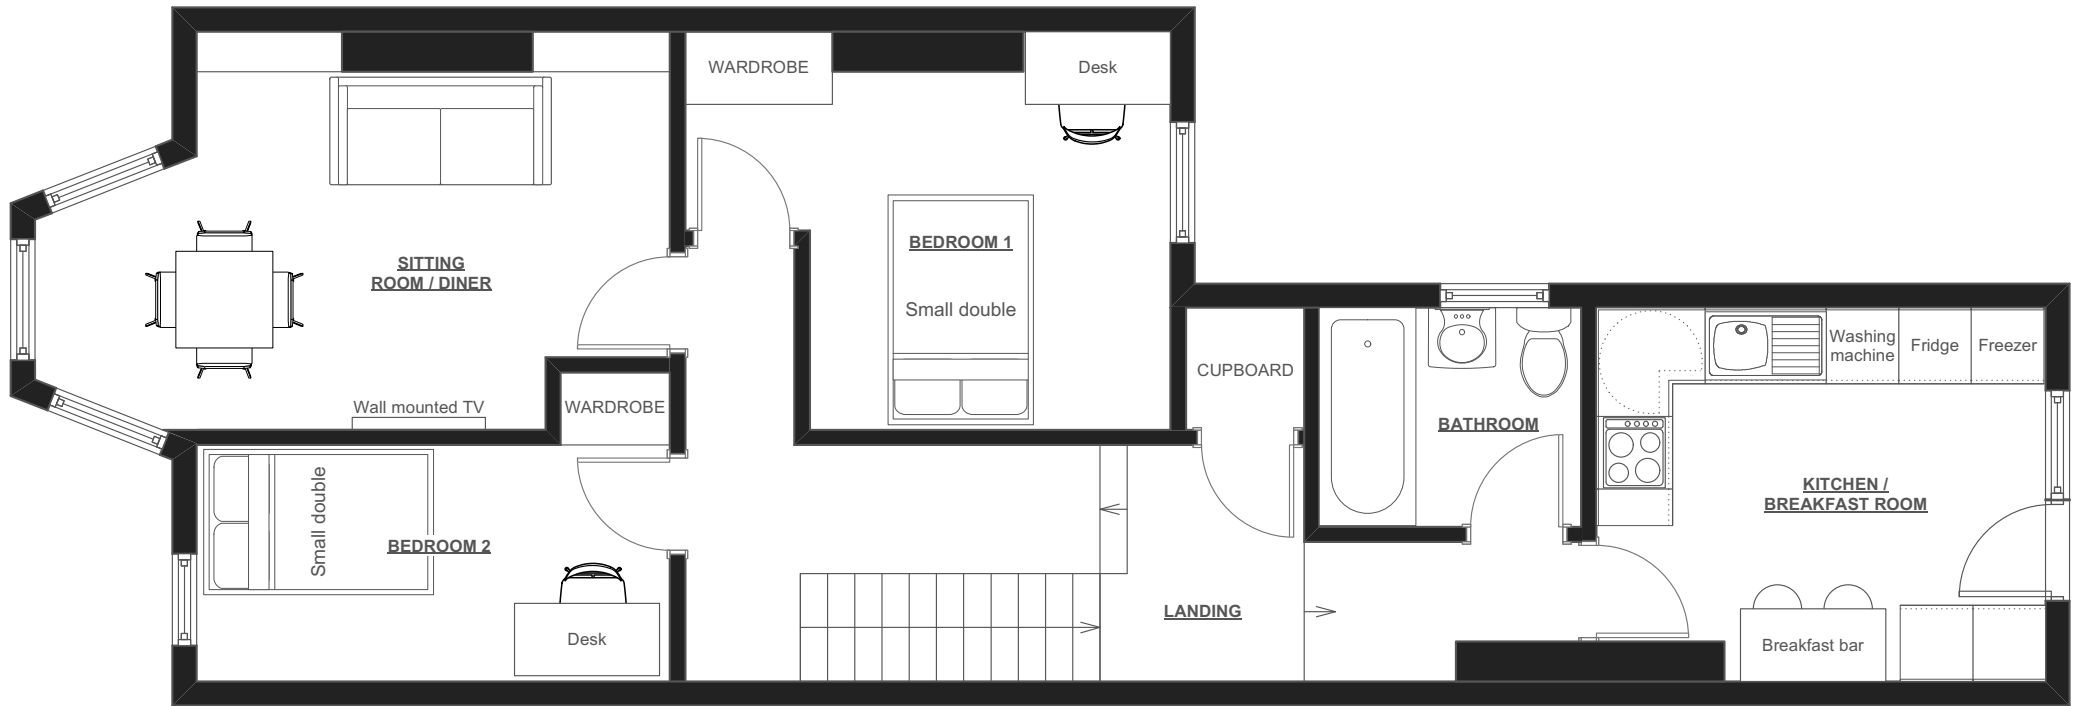 WARDROBE
Desk
BEDROOM 1
Small double
SITTING
ROOM / DINER
Wall mounted TV
WARDROBE
Small double
BEDROOM 2
Desk
CUPBOARD
LANDING
BATHROOM
Washing
machine
Fridge
Freezer
KITCHEN /
BREAKFAST ROOM
Breakfast bar